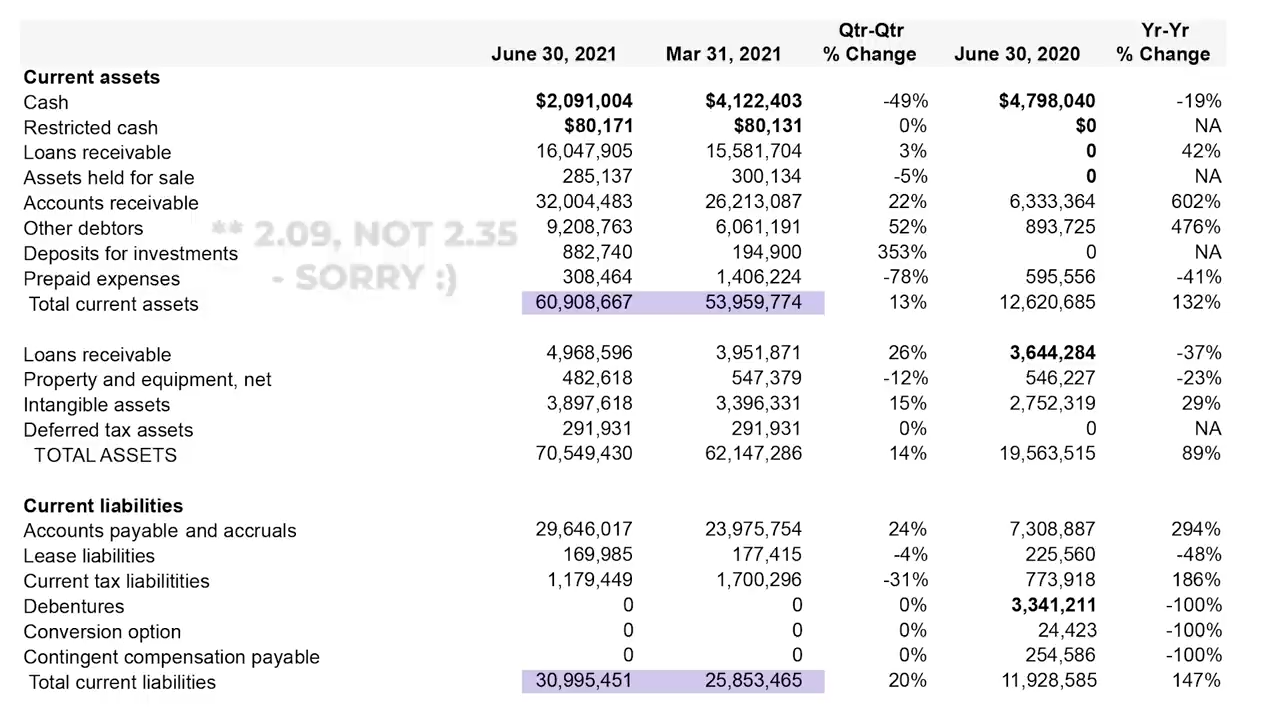 Qtr-Qtr Yr-Yr
June 30, 2021 Mar 31, 2021 % Change June 30, 2020 % Change
Current assets
Cash $2,091,004 $4,122,403 -49% $4,798,040 -19%
Restricted cash $80,171 $80,131 0% $0 NA
Loans receivable 16,047,905 15,581,704 3% 0 42%
Assets held for sale 285,137 300,134 -5% 0 NA
Accounts receivable 32,004,483 26,213,087 22% 6,333,364 602%
Other debtors 9,208,763 6,061,191 52% 893,725 476%
** 2.09, NOT 2.35
Deposits for investments 882,740 194,900 353% 0 NA
- SORRY :)
Prepaid expenses 308,464 1,406,224 -78% 595,556 -41%
Total current assets 60,908,667 53,959,774 13% 12,620,685 132%
Loans receivable 4,968,596 3,951,871 26% 3,644,284 -37%
Property and equipment, net 482,618 547,379 -12% 546,227 -23%
Intangible assets 3,897,618 3,396,331 15% 2,752,319 29%
Deferred tax assets 291,931 291,931 0% 0 NA
TOTAL ASSETS 70,549,430 62,147,286 14% 19,563,515 89%
Current liabilities
Accounts payable and accruals 29,646,017 23,975,754 24% 7,308,887 294%
Lease liabilities 169,985 177,415 -4% 225,560 -48%
Current tax liabilitities 1,179,449 1,700,296 -31% 773,918 186%
Debentures 0 0 0% 3,341,211 -100%
Conversion option 0 0 0% 24,423 -100%
Contingent compensation payable 0 0 0% 254,586 -100%
Total current liabilities 30,995,451 25,853,465 20% 11,928,585 147%